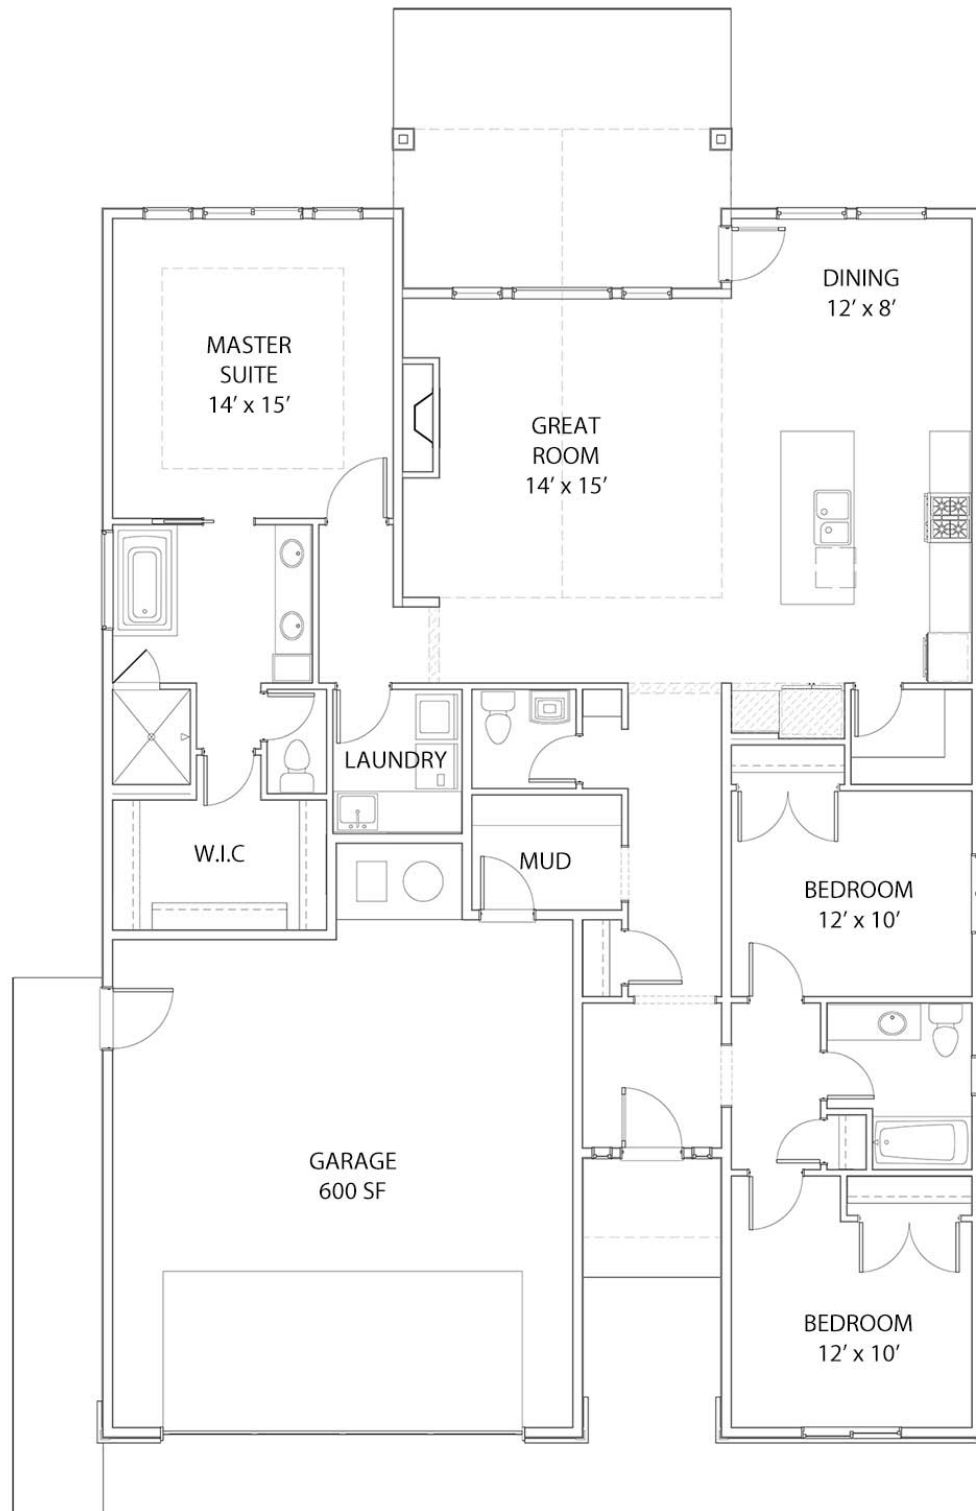 DINING
12' x 8'
MASTER
SUITE
14' x 15'
GREAT
ROOM
14' x 15'
LAUNDRY
W.I.C
MUD
BEDROOM
12' x 10'
GARAGE
600 SF
BEDROOM
12' x 10'